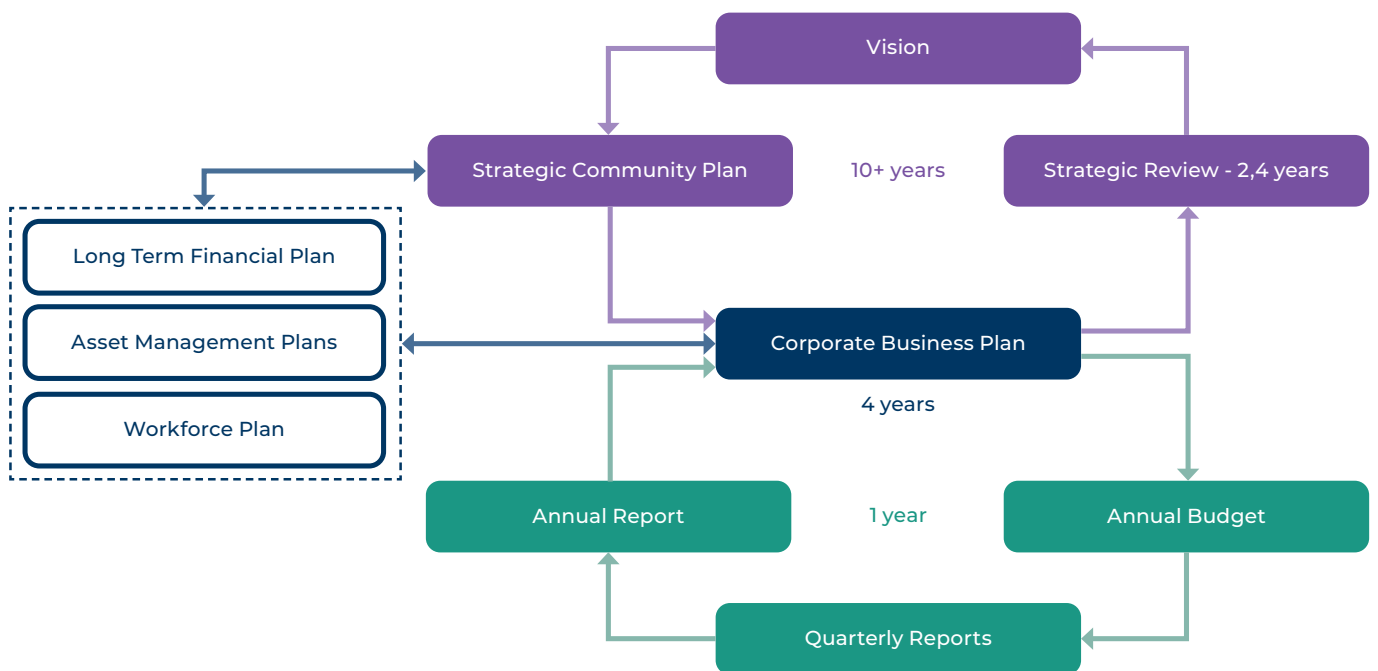 Vision
Strategic Community Plan
10+ years
Strategic Review - 2,4 years
Long Term Financial Plan
Asset Management Plans
Workforce Plan
Corporate Business Plan
4 years
Annual Report
1 year
Annual Budget
Quarterly Reports